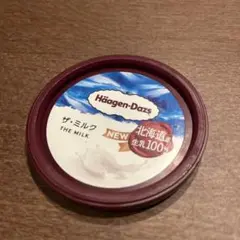 Häagen-Dazs
ザ・ミルク
THE MILK
NEW
北海道産
生乳100%